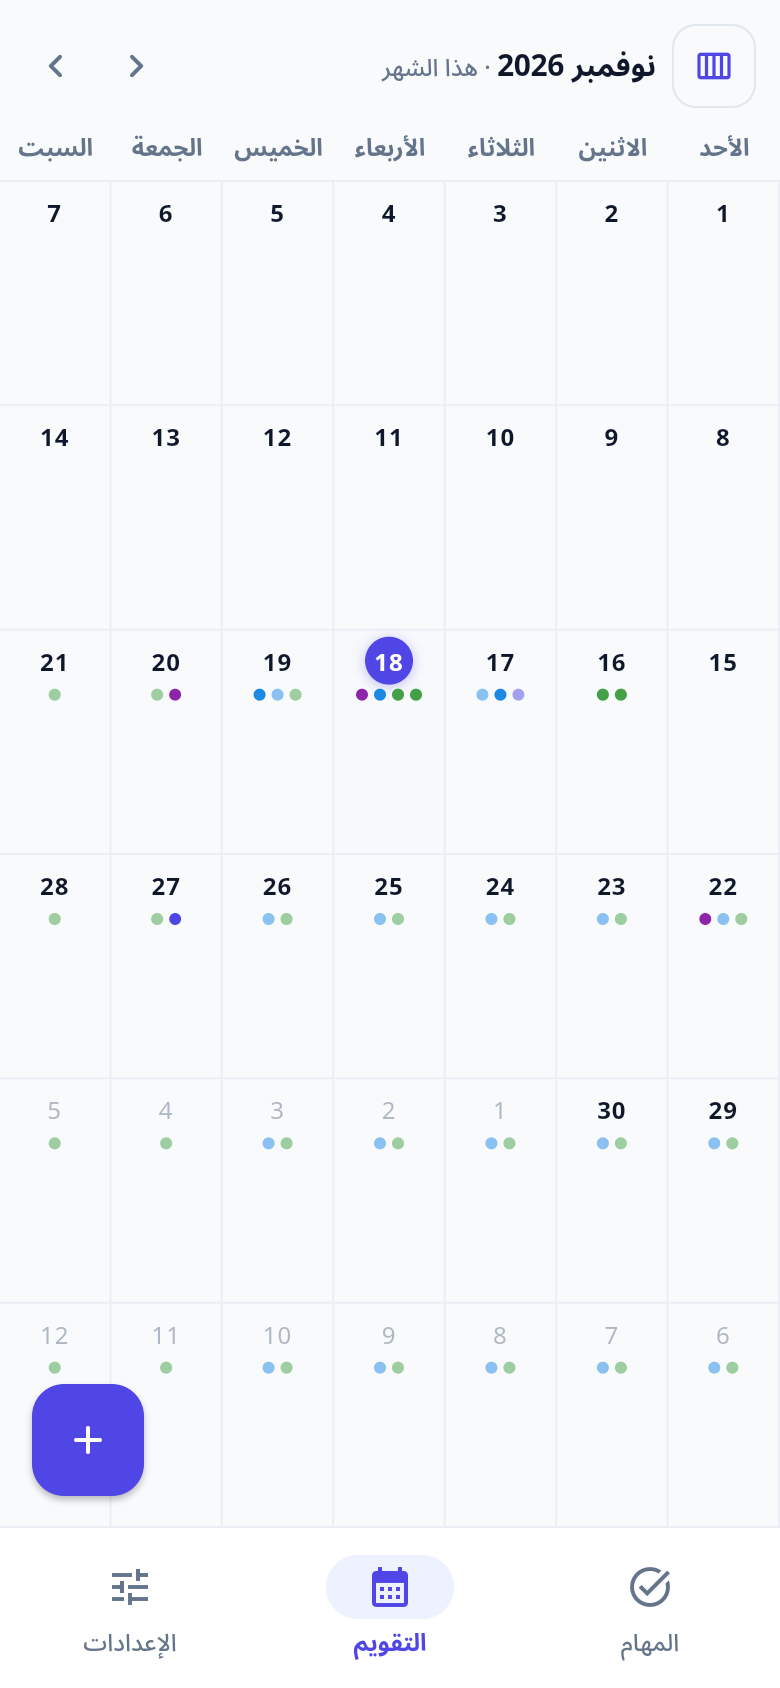 نوفمبر 2026 · هذا الشهر
الأحد الاثنين الثلاثاء الأربعاء الخميس الجمعة السبت
1 2 3 4 5 6 7
8 9 10 11 12 13 14
15 16 17 18 19 20 21
22 23 24 25 26 27 28
29 30 1 2 3 4 5
6 7 8 9 10 11 12
المهام التقويم الإعدادات